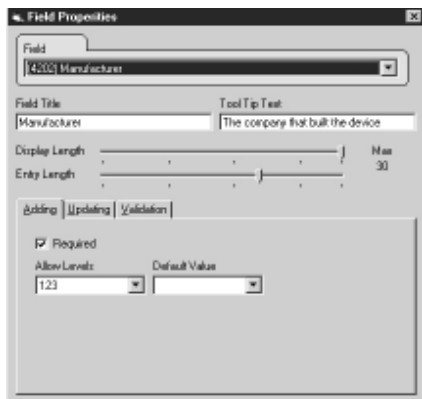 Field Properties
Field
[4202] Manufacturer
Field Title
Tool Tip Text
Manufacturer
The company that built the device
Display Length
Max
30
Entry Length
Adding
Updating
Validation
Required
Allow Levels
Default Value
123